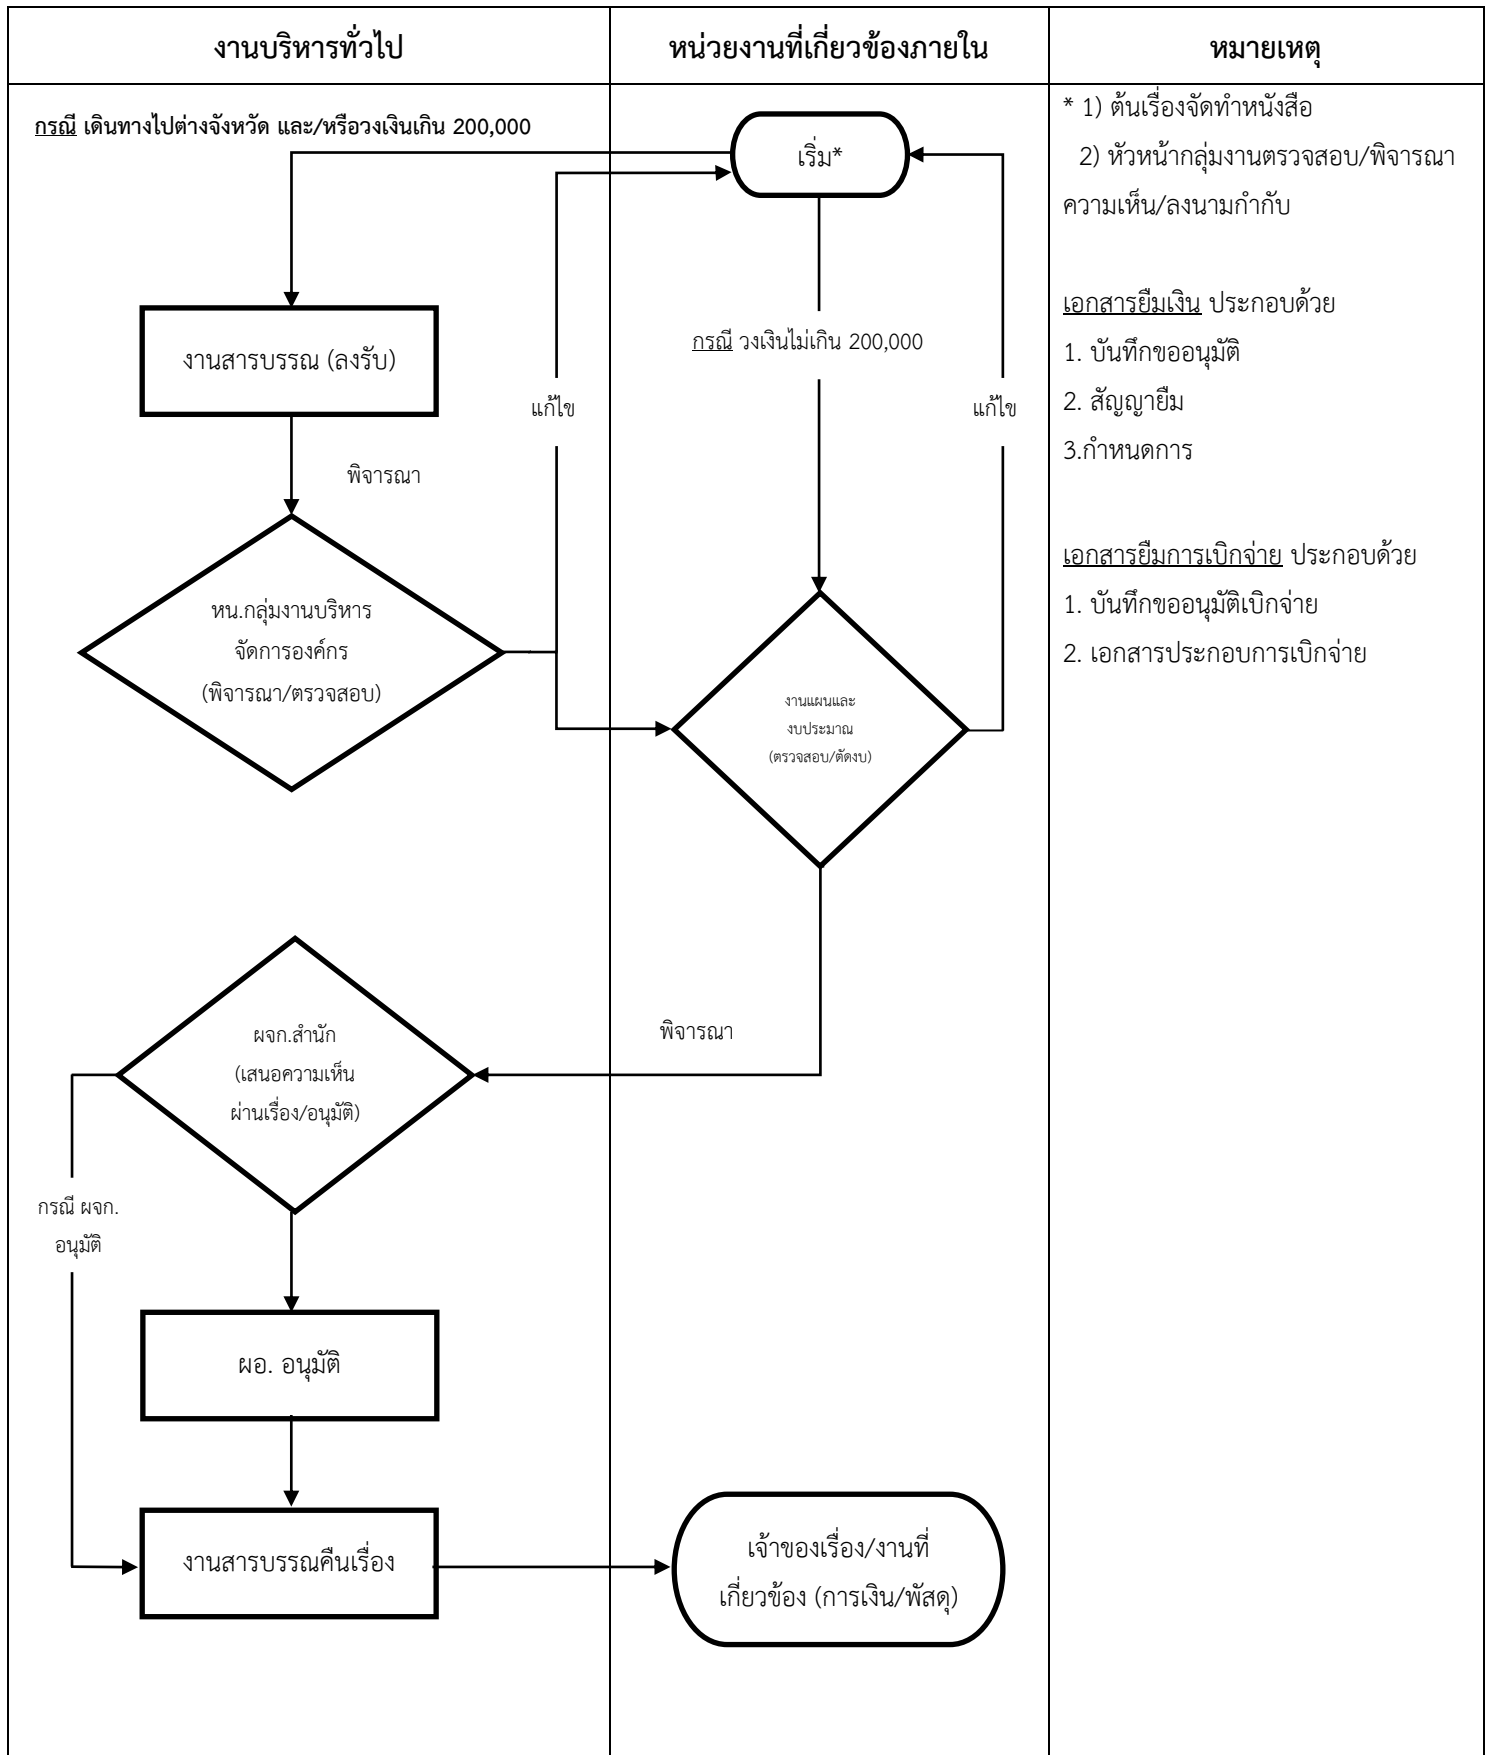 งานบริหารทั่วไป
หน่วยงานที่เกี่ยวข้องภายใน
หมายเหตุ
กรณี เดินทางไปต่างจังหวัด และ/หรือวงเงินเกิน 200,000
เริ่ม*
งานสารบรรณ (ลงรับ)
กรณี วงเงินไม่เกิน 200,000
แก้ไข
แก้ไข
พิจารณา
หน.กลุ่มงานบริหาร
จัดการองค์กร
(พิจารณา/ตรวจสอบ)
งานแผนและ
งบประมาณ
(ตรวจสอบ/ตัดงบ)
พิจารณา
ผจก.สำนัก
(เสนอความเห็น
ผ่านเรื่อง/อนุมัติ)
กรณี ผจก.
อนุมัติ
ผอ. อนุมัติ
งานสารบรรณคืนเรื่อง
เจ้าของเรื่อง/งานที่
เกี่ยวข้อง (การเงิน/พัสดุ)
* 1) ต้นเรื่องจัดทำหนังสือ
2) หัวหน้ากลุ่มงานตรวจสอบ/พิจารณา
ความเห็น/ลงนามกำกับ
เอกสารยืมเงิน ประกอบด้วย
1. บันทึกขออนุมัติ
2. สัญญายืม
3.กำหนดการ
เอกสารยืมการเบิกจ่าย ประกอบด้วย
1. บันทึกขออนุมัติเบิกจ่าย
2. เอกสารประกอบการเบิกจ่าย